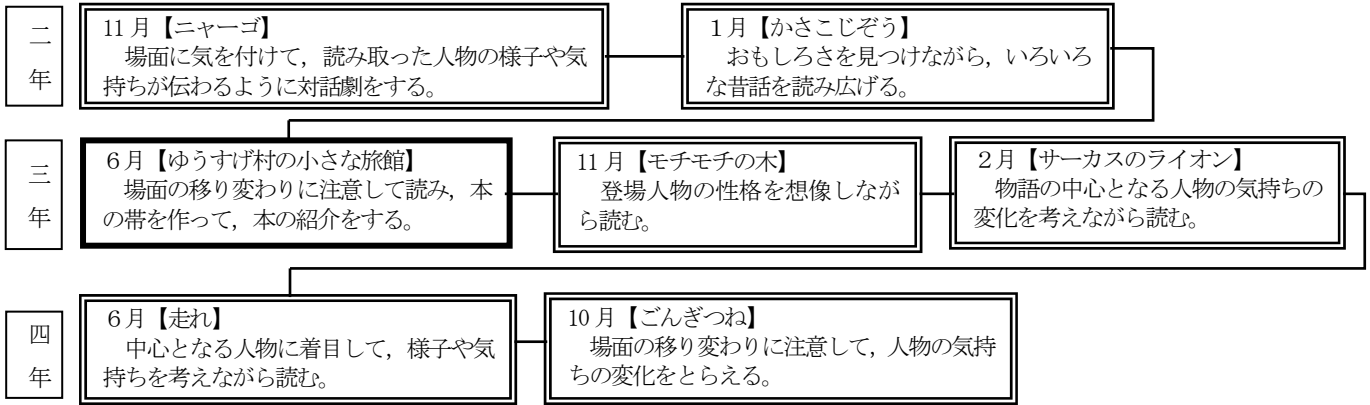 二年
11月【ニャーゴ】
場面に気を付けて，読み取った人物の様子や気
持ちが伝わるように対話劇をする。
１月【かさこじぞう】
おもしろさを見つけながら，いろいろ
な昔話を読み広げる。
三年
６月【ゆうすげ村の小さな旅館】
場面の移り変わりに注意して読み，本
の帯を作って，本の紹介をする。
11月【モチモチの木】
登場人物の性格を想像しなが
ら読む。
２月【サーカスのライオン】
物語の中心となる人物の気持ちの
変化を考えながら読む。
四年
６月【走れ】
中心となる人物に着目して，様子や気
持ちを考えながら読む。
10月【ごんぎつね】
場面の移り変わりに注意して，人物の気持
ちの変化をとらえる。